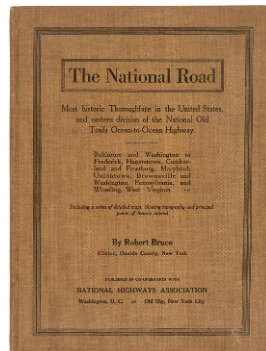 The National Road
Most historic Thoroughfare in the United States,
and eastern division of the National Old
Trails Ocean-to-Ocean Highway
Baltimore and Washington to
Frederick, Hagerstown, Cumber-
land and Frostburg, Maryland;
Uniontown, Brownsville and
Washington, Pennsylvania, and
Wheeling, West Virginia
Including a series of detailed maps, showing topography and principal
points of historic interest
By Robert Bruce
Clinton, Oneida County, New York
PUBLISHED IN CO-OPERATION WITH
NATIONAL HIGHWAYS ASSOCIATION
Washington, D. C. or Old Slip, New York City